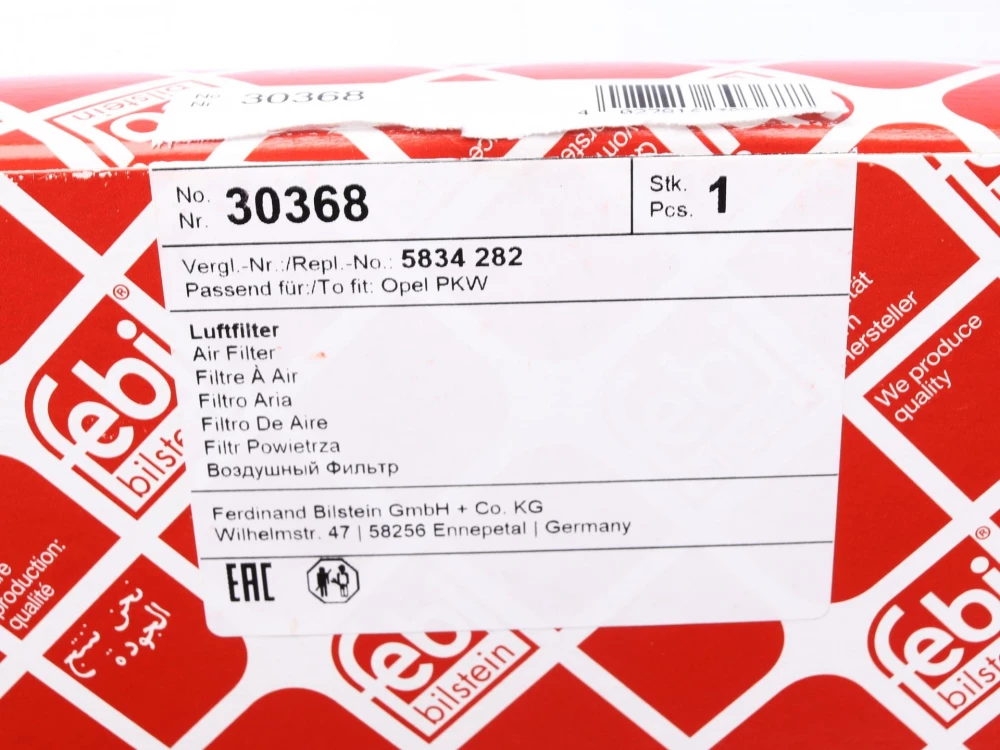 No.
Nr. 30368
No.
Nr. 30368
Stk.
Pcs. 1
Vergl.-Nr.:/Repl.-No.: 5834 282
Passend für:/To fit: Opel PKW
Luftfilter
Air Filter
Filtre À Air
Filtro Aria
Filtro De Aire
Filtr Powietrza
Воздушный Фильтр
Ferdinand Bilstein GmbH + Co. KG
Wilhelmstr. 47 | 58256 Ennepetal | Germany
EAC
febi®
bilstein
hersteller
We produce
quality
production:
qualité
نحن ننتج
الجودة
febi
bilstein
febi®
bilstein